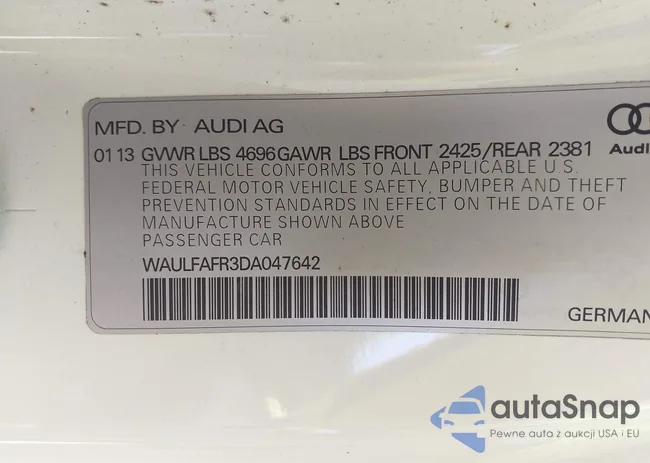 MFD. BY AUDI AG
01 13 GVWR LBS 4696GAWR LBS FRONT 2425/REAR 2381
THIS VEHICLE CONFORMS TO ALL APPLICABLE U.S.
FEDERAL MOTOR VEHICLE SAFETY, BUMPER AND THEFT
PREVENTION STANDARDS IN EFFECT ON THE DATE OF
MANUFACTURE SHOWN ABOVE
PASSENGER CAR
WAULFAFR3DA047642
Audi
GERMAN
autaSnap
Pewne auta z aukcji USA i EU